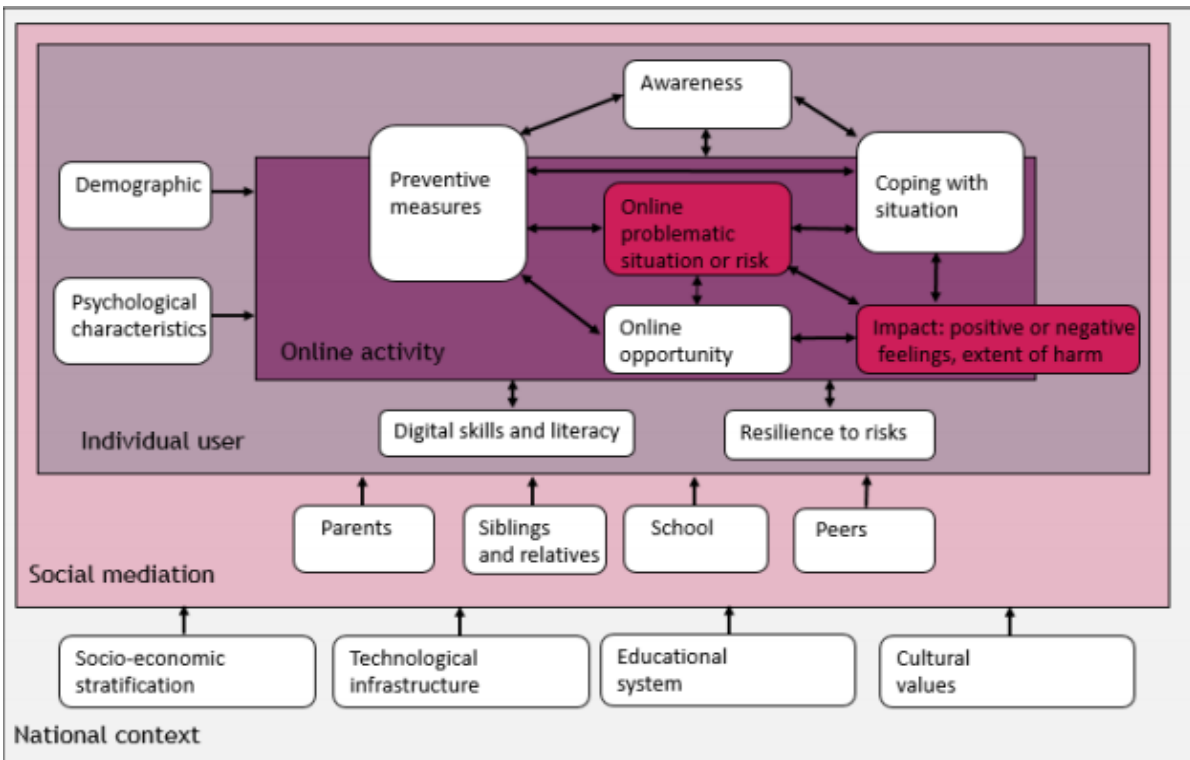 Awareness
Demographic
Preventive
measures
Coping with
situation
Online
problematic
situation or risk
Psychological
characteristics
Online
opportunity
Impact: positive or negative
feelings, extent of harm
Online activity
Digital skills and literacy
Resilience to risks
Individual user
Parents
Siblings
and relatives
School
Peers
Social mediation
Socio-economic
stratification
Technological
infrastructure
Educational
system
Cultural
values
National context